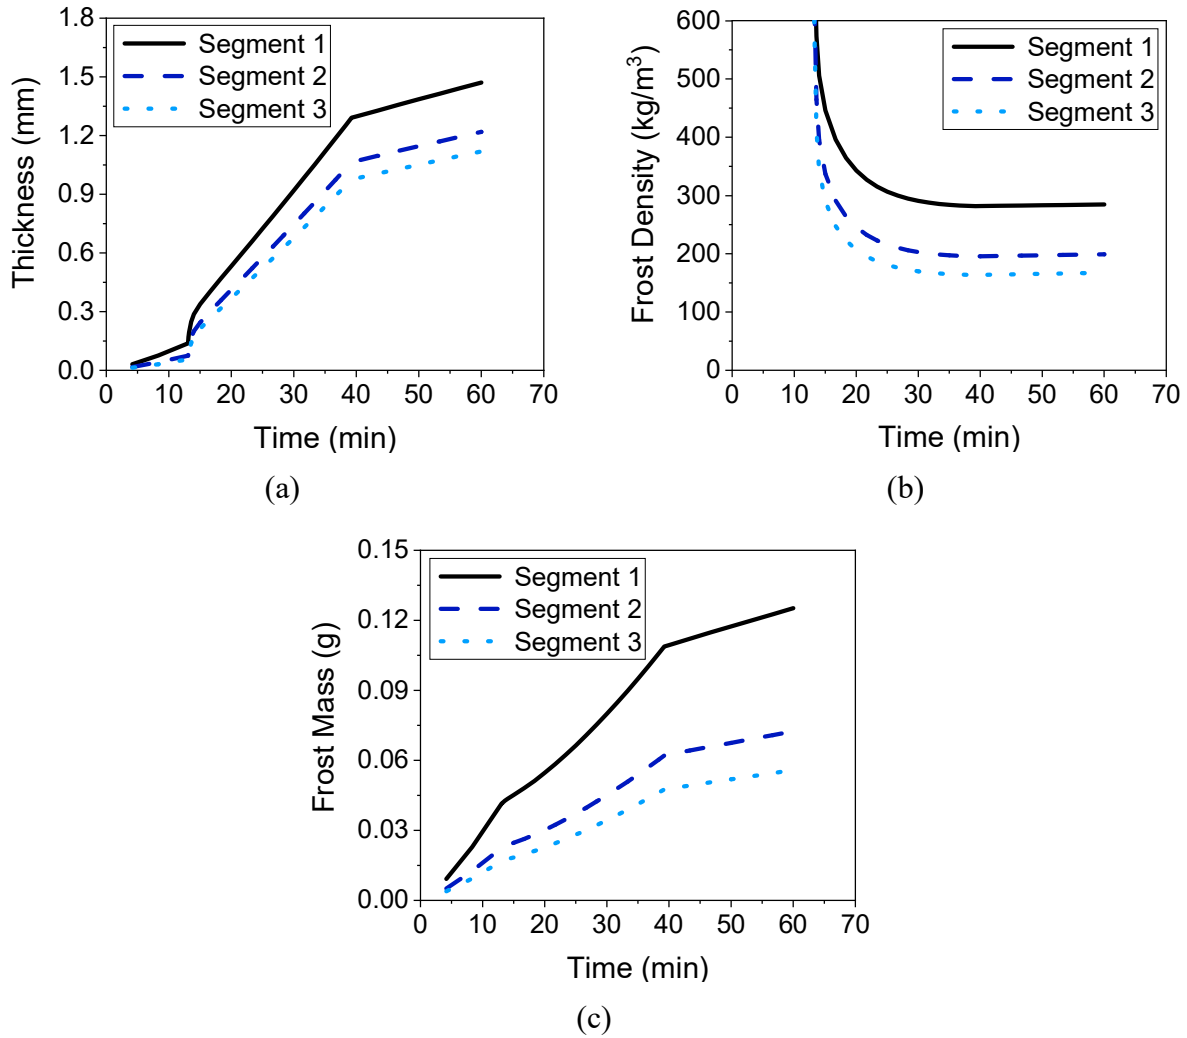 1.8
1.5
1.2
0.9
0.6
0.3
0.0
Thickness (mm)
Segment 1
Segment 2
Segment 3
0 10 20 30 40 50 60 70
Time (min)
(a)
600
500
400
300
200
100
0
Frost Density (kg/m³)
Segment 1
Segment 2
Segment 3
0 10 20 30 40 50 60 70
Time (min)
(b)
0.15
0.12
0.09
0.06
0.03
0.00
Frost Mass (g)
Segment 1
Segment 2
Segment 3
0 10 20 30 40 50 60 70
Time (min)
(c)